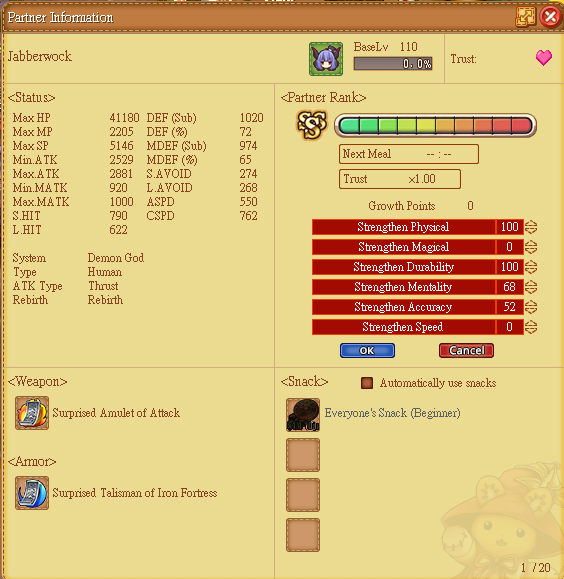 Partner Information
Jabberwock
BaseLv 110
0.0%
Trust:
<Status>
Max HP 41180 DEF (Sub) 1020
Max MP 2205 DEF (%) 72
Max SP 5146 MDEF (Sub) 974
Min.ATK 2529 MDEF (%) 65
Max.ATK 2881 S.AVOID 274
Min.MATK 920 L.AVOID 268
Max.MATK 1000 ASPD 550
S.HIT 790 CSPD 762
L.HIT 622
System Demon God
Type Human
ATK Type Thrust
Rebirth Rebirth
<Partner Rank>
Next Meal -- : --
Trust ×1.00
Growth Points 0
Strengthen Physical 100
Strengthen Magical 0
Strengthen Durability 100
Strengthen Mentality 68
Strengthen Accuracy 52
Strengthen Speed 0
OK Cancel
<Weapon>
Surprised Amulet of Attack
<Armor>
Surprised Talisman of Iron Fortress
<Snack> Automatically use snacks
Everyone's Snack (Beginner)
1 / 20